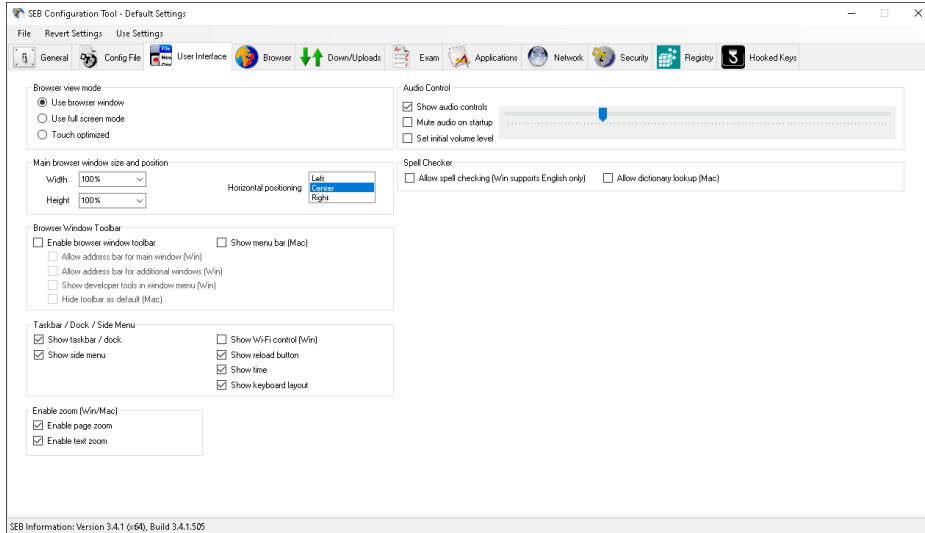 SEB Configuration Tool - Default Settings
File Revert Settings Use Settings
General Config File User Interface Browser Down/Uploads Exam Applications Network Security Registry Hooked Keys
Browser view mode
Use browser window
Use full screen mode
Touch optimized
Audio Control
Show audio controls
Mute audio on startup
Set initial volume level
Main browser window size and position
Width 100%
Height 100%
Horizontal positioning
Left
Center
Right
Spell Checker
Allow spell checking (Win supports English only) Allow dictionary lookup (Mac)
Browser Window Toolbar
Enable browser window toolbar Show menu bar (Mac)
Allow address bar for main window (Win)
Allow address bar for additional windows (Win)
Show developer tools in window menu (Win)
Hide toolbar as default (Mac)
Taskbar / Dock / Side Menu
Show taskbar / dock Show Wi-Fi control (Win)
Show side menu Show reload button
Show time
Show keyboard layout
Enable zoom (Win/Mac)
Enable page zoom
Enable text zoom
SEB Information: Version 3.4.1 (x64), Build 3.4.1.505